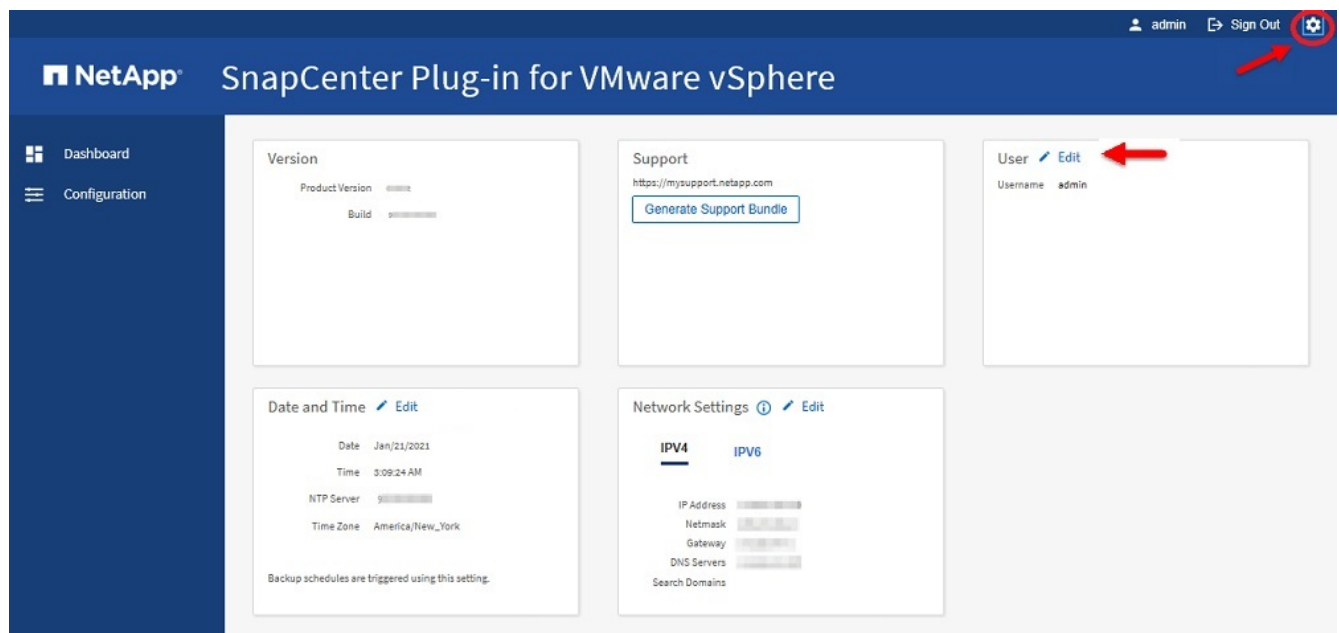 admin Sign Out
NetApp SnapCenter Plug-in for VMware vSphere
Dashboard
Configuration
Version
Product Version
Build
Support
https://mysupport.netapp.com
Generate Support Bundle
User Edit
Username admin
Date and Time Edit
Date Jan/21/2021
Time 3:09:24 AM
NTP Server
Time Zone America/New_York
Backup schedules are triggered using this setting.
Network Settings Edit
IPV4 IPV6
IP Address
Netmask
Gateway
DNS Servers
Search Domains